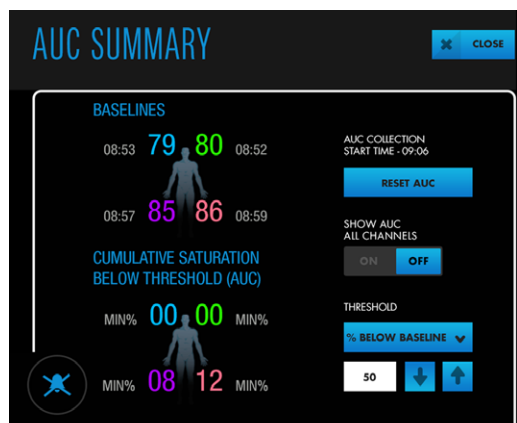 AUC SUMMARY
CLOSE
BASELINES
08:53 79 80 08:52
08:57 85 86 08:59
CUMULATIVE SATURATION
BELOW THRESHOLD (AUC)
MIN% 00 00 MIN%
MIN% 08 12 MIN%
AUC COLLECTION
START TIME - 09:06
RESET AUC
SHOW AUC
ALL CHANNELS
ON OFF
THRESHOLD
% BELOW BASELINE
50